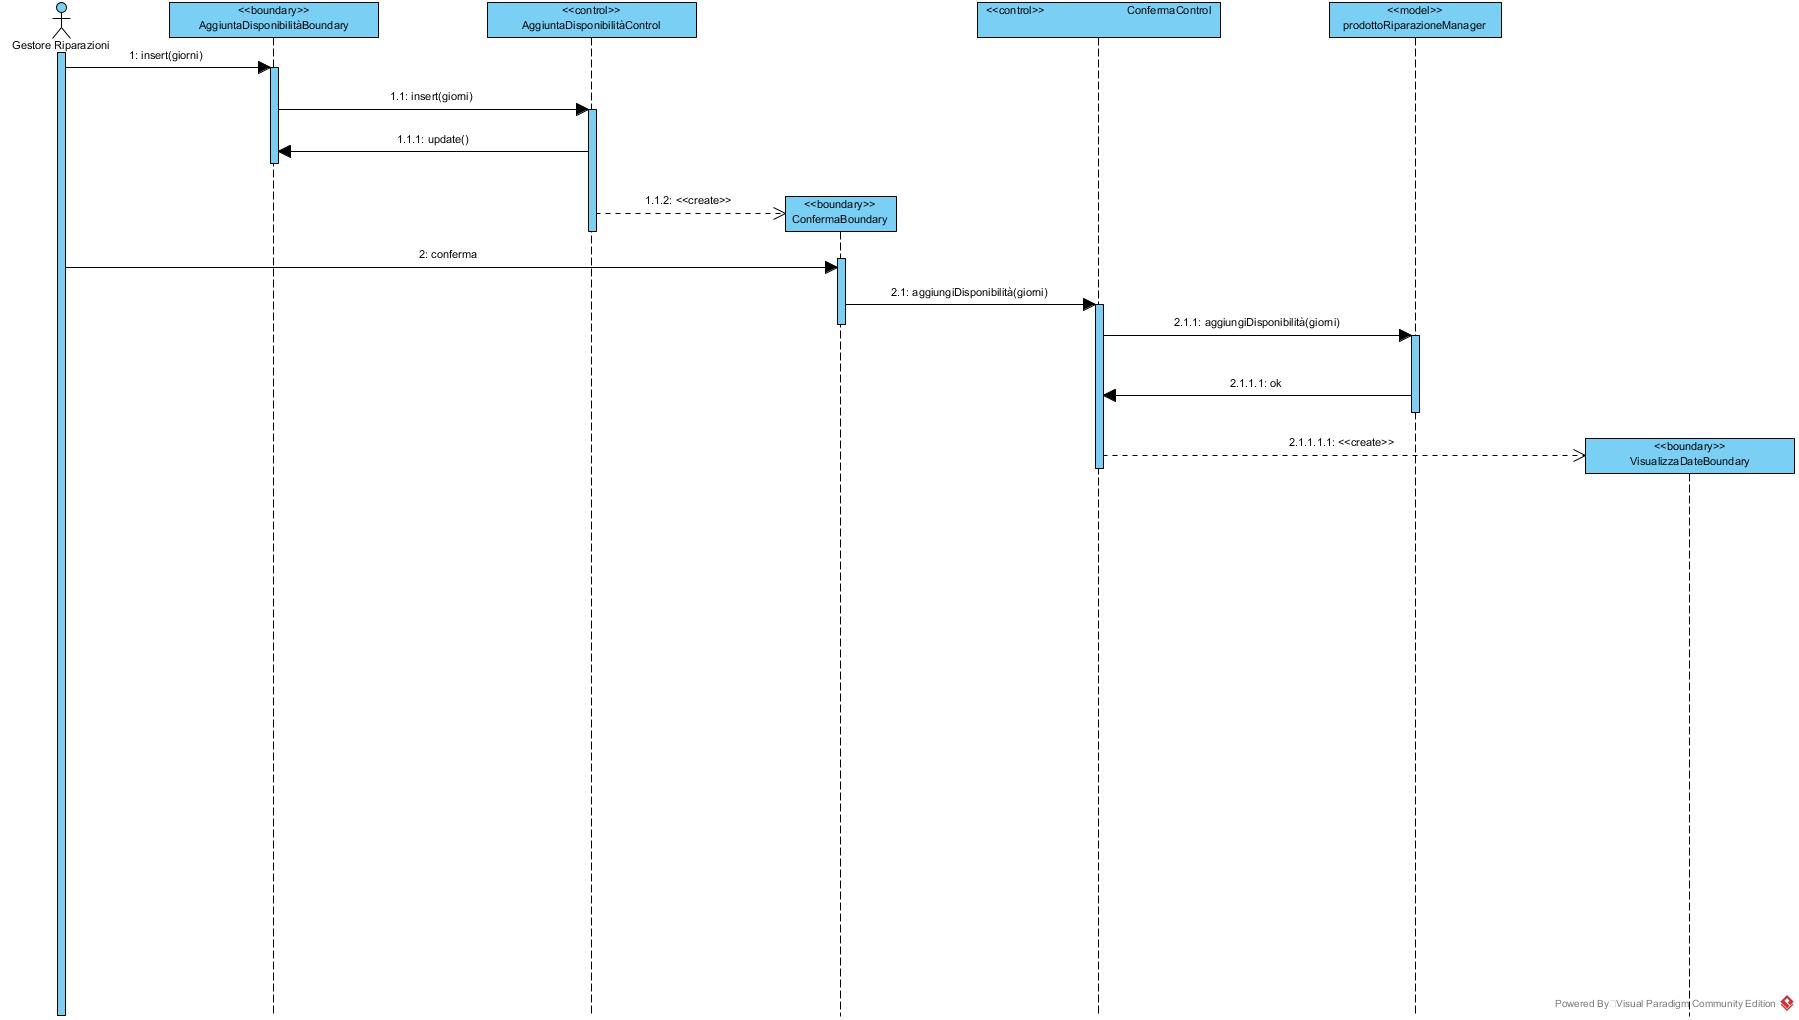 Gestore Riparazioni
<<boundary>>
AggiuntaDisponibilitàBoundary
<<control>>
AggiuntaDisponibilitàControl
<<control>> ConfermaControl
<<model>>
prodottoRiparazioneManager
1: insert(giorni)
1.1: insert(giorni)
1.1.1: update()
1.1.2: <<create>>
<<boundary>>
ConfermaBoundary
2: conferma
2.1: aggiungiDisponibilità(giorni)
2.1.1: aggiungiDisponibilità(giorni)
2.1.1.1: ok
2.1.1.1.1: <<create>>
<<boundary>>
VisualizzaDateBoundary
Powered By Visual Paradigm Community Edition